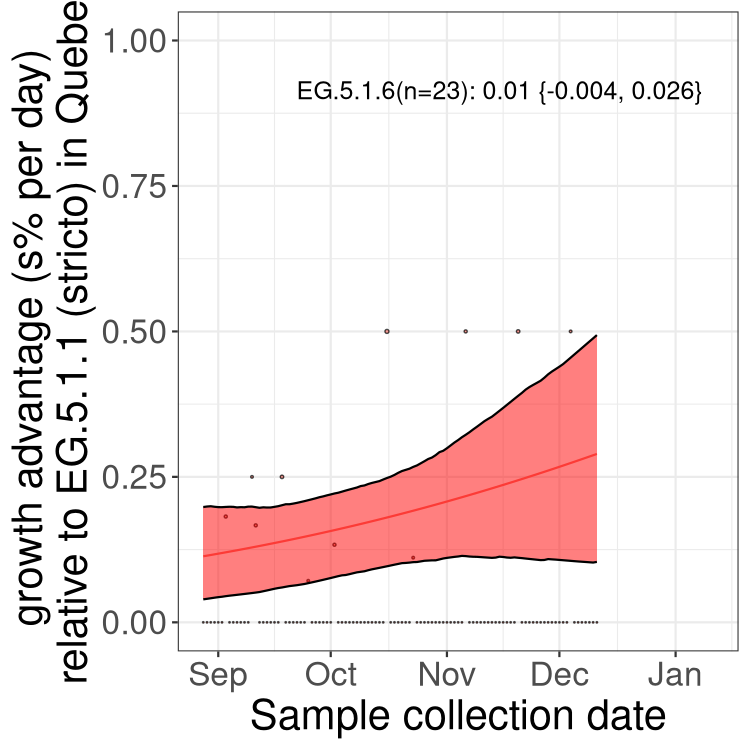 growth advantage (s% per day)
relative to EG.5.1.1 (stricto) in Quebe
1.00
0.75
0.50
0.25
0.00
EG.5.1.6(n=23): 0.01 {-0.004, 0.026}
Sep Oct Nov Dec Jan
Sample collection date